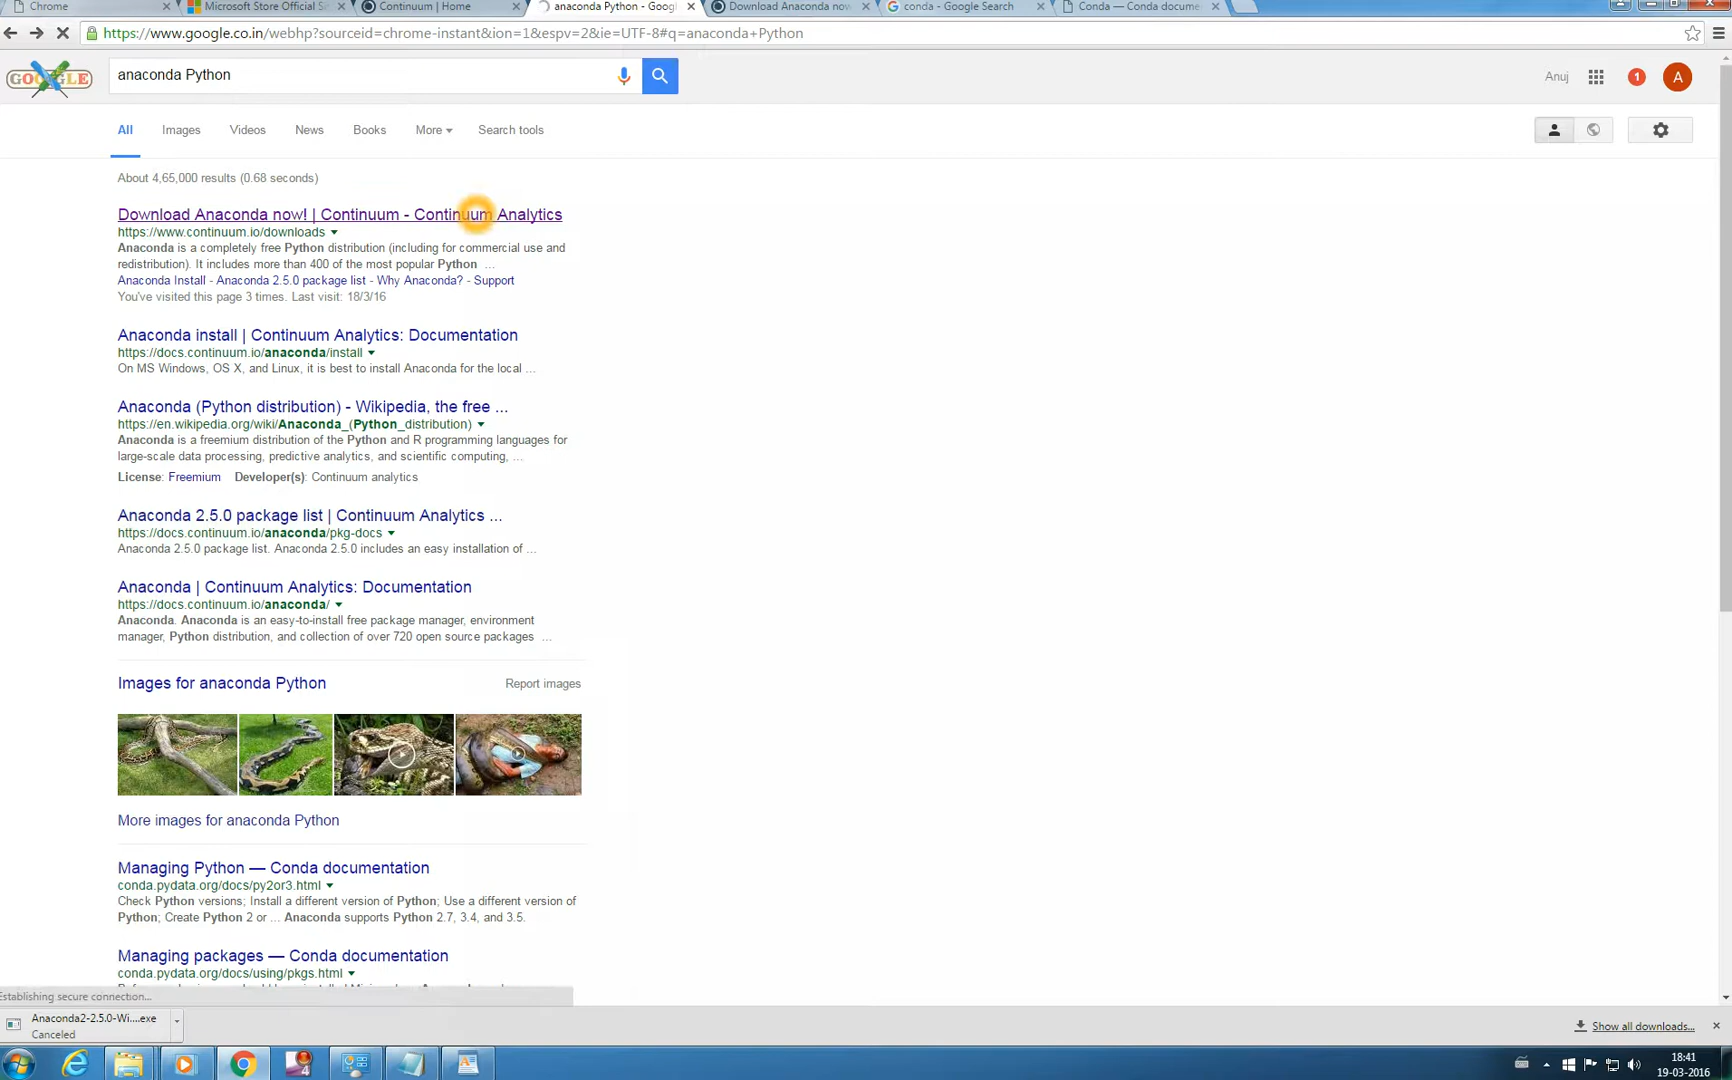 Chrome
Microsoft Store Official Si
Continuum | Home
anaconda Python - Googl
Download Anaconda now
conda - Google Search
Conda — Conda docume
https://www.google.co.in/webhp?sourceid=chrome-instant&ion=1&espv=2&ie=UTF-8#q=anaconda+Python
GOOGLE
anaconda Python
Anuj
1
A
All
Images
Videos
News
Books
More
Search tools
About 4,65,000 results (0.68 seconds)
Download Anaconda now! | Continuum - Continuum Analytics
https://www.continuum.io/downloads
Anaconda is a completely free Python distribution (including for commercial use and
redistribution). It includes more than 400 of the most popular Python ...
Anaconda Install - Anaconda 2.5.0 package list - Why Anaconda? - Support
You've visited this page 3 times. Last visit: 18/3/16
Anaconda install | Continuum Analytics: Documentation
https://docs.continuum.io/anaconda/install
On MS Windows, OS X, and Linux, it is best to install Anaconda for the local ...
Anaconda (Python distribution) - Wikipedia, the free ...
https://en.wikipedia.org/wiki/Anaconda_(Python_distribution)
Anaconda is a freemium distribution of the Python and R programming languages for
large-scale data processing, predictive analytics, and scientific computing, ...
License: Freemium Developer(s): Continuum analytics
Anaconda 2.5.0 package list | Continuum Analytics ...
https://docs.continuum.io/anaconda/pkg-docs
Anaconda 2.5.0 package list. Anaconda 2.5.0 includes an easy installation of ...
Anaconda | Continuum Analytics: Documentation
https://docs.continuum.io/anaconda/
Anaconda. Anaconda is an easy-to-install free package manager, environment
manager, Python distribution, and collection of over 720 open source packages ...
Images for anaconda Python
Report images
More images for anaconda Python
Managing Python — Conda documentation
conda.pydata.org/docs/py2or3.html
Check Python versions; Install a different version of Python; Use a different version of
Python; Create Python 2 or ... Anaconda supports Python 2.7, 3.4, and 3.5.
Managing packages — Conda documentation
conda.pydata.org/docs/using/pkgs.html
Establishing secure connection...
Anaconda2-2.5.0-Wi....exe
Canceled
Show all downloads...
4
18:41
19-03-2016